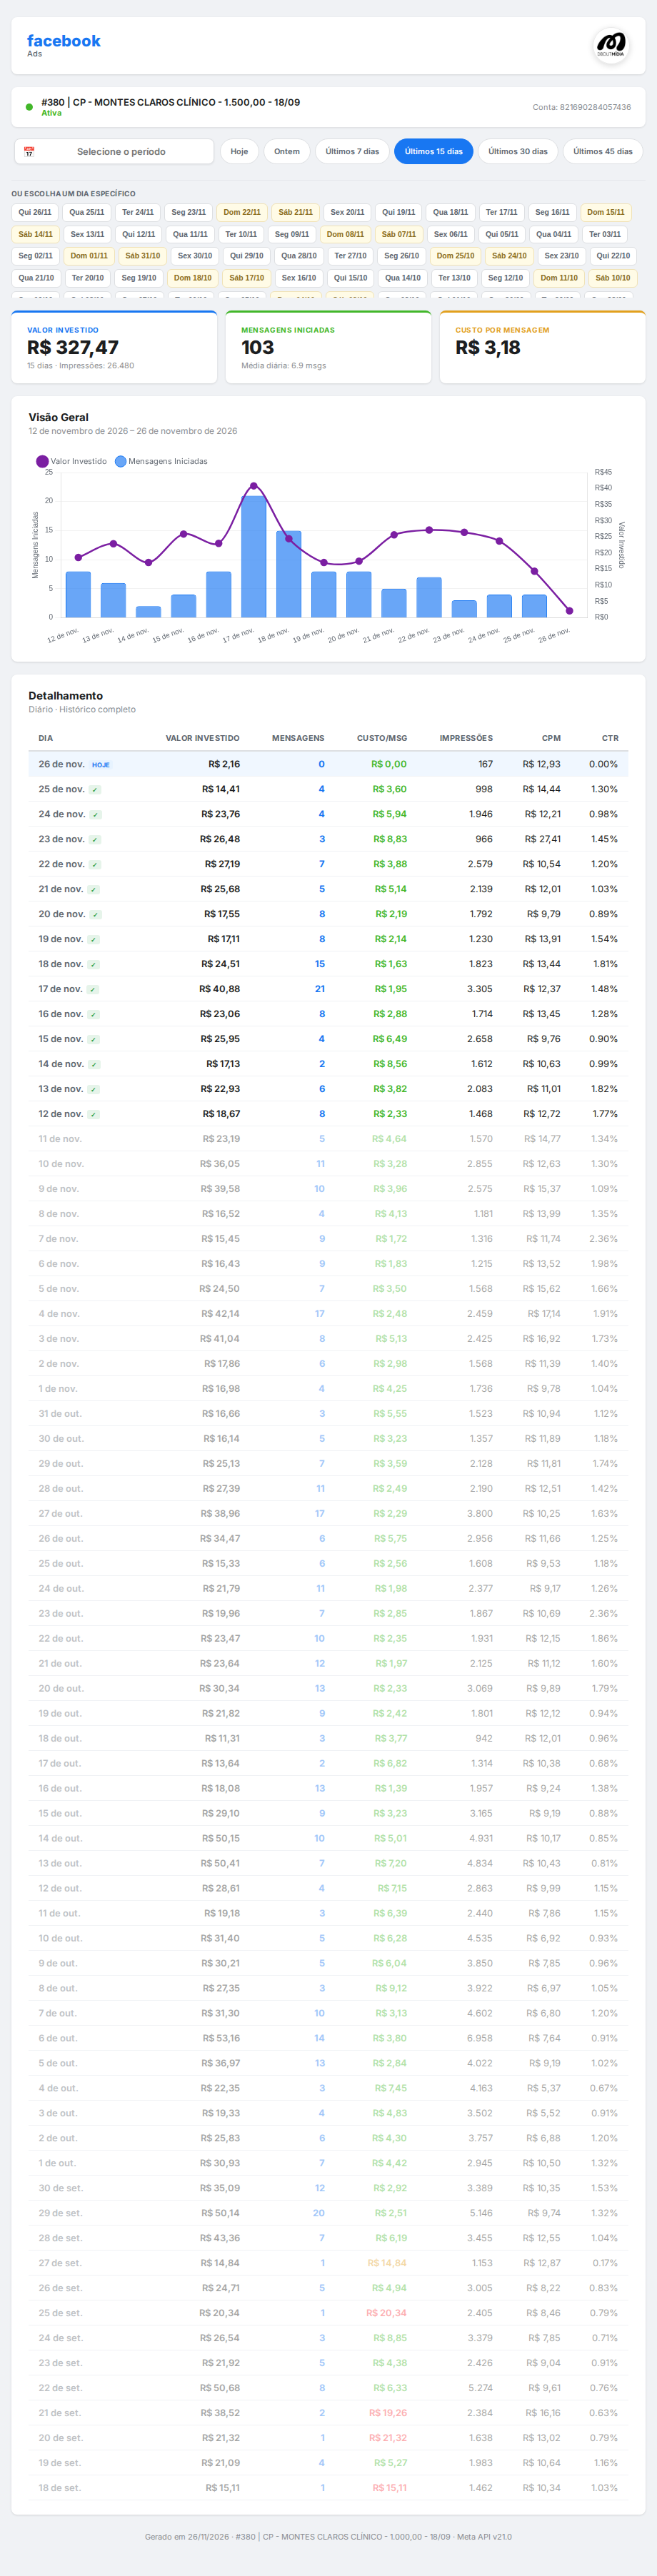 facebook
Ads
ABOUTMIDIA
#380 | CP - MONTES CLAROS CLÍNICO - 1.500,00 - 18/09
Ativa
Conta: 821690284057436
Selecione o período
Hoje
Ontem
Últimos 7 dias
Últimos 15 dias
Últimos 30 dias
Últimos 45 dias
OU ESCOLHA UM DIA ESPECÍFICO
Qui 26/11 Qua 25/11 Ter 24/11 Seg 23/11 Dom 22/11 Sáb 21/11 Sex 20/11 Qui 19/11 Qua 18/11 Ter 17/11 Seg 16/11 Dom 15/11
Sáb 14/11 Sex 13/11 Qui 12/11 Qua 11/11 Ter 10/11 Seg 09/11 Dom 08/11 Sáb 07/11 Sex 06/11 Qui 05/11 Qua 04/11 Ter 03/11
Seg 02/11 Dom 01/11 Sáb 31/10 Sex 30/10 Qui 29/10 Qua 28/10 Ter 27/10 Seg 26/10 Dom 25/10 Sáb 24/10 Sex 23/10 Qui 22/10
Qua 21/10 Ter 20/10 Seg 19/10 Dom 18/10 Sáb 17/10 Sex 16/10 Qui 15/10 Qua 14/10 Ter 13/10 Seg 12/10 Dom 11/10 Sáb 10/10
VALOR INVESTIDO
R$ 327,47
15 dias · Impressões: 26.480
MENSAGENS INICIADAS
103
Média diária: 6.9 msgs
CUSTO POR MENSAGEM
R$ 3,18
Visão Geral
12 de novembro de 2026 – 26 de novembro de 2026
Valor Investido Mensagens Iniciadas
Mensagens Iniciadas
25
20
15
10
5
0
R$45
R$40
R$35
R$30
R$25
R$20
R$15
R$10
R$5
R$0
Valor Investido
12 de nov. 13 de nov. 14 de nov. 15 de nov. 16 de nov. 17 de nov. 18 de nov. 19 de nov. 20 de nov. 21 de nov. 22 de nov. 23 de nov. 24 de nov. 25 de nov. 26 de nov.
Detalhamento
Diário · Histórico completo
DIA VALOR INVESTIDO MENSAGENS CUSTO/MSG IMPRESSÕES CPM CTR
26 de nov. HOJE R$ 2,16 0 R$ 0,00 167 R$ 12,93 0.00%
25 de nov. ✓ R$ 14,41 4 R$ 3,60 998 R$ 14,44 1.30%
24 de nov. ✓ R$ 23,76 4 R$ 5,94 1.946 R$ 12,21 0.98%
23 de nov. ✓ R$ 26,48 3 R$ 8,83 966 R$ 27,41 1.45%
22 de nov. ✓ R$ 27,19 7 R$ 3,88 2.579 R$ 10,54 1.20%
21 de nov. ✓ R$ 25,68 5 R$ 5,14 2.139 R$ 12,01 1.03%
20 de nov. ✓ R$ 17,55 8 R$ 2,19 1.792 R$ 9,79 0.89%
19 de nov. ✓ R$ 17,11 8 R$ 2,14 1.230 R$ 13,91 1.54%
18 de nov. ✓ R$ 24,51 15 R$ 1,63 1.823 R$ 13,44 1.81%
17 de nov. ✓ R$ 40,88 21 R$ 1,95 3.305 R$ 12,37 1.48%
16 de nov. ✓ R$ 23,06 8 R$ 2,88 1.714 R$ 13,45 1.28%
15 de nov. ✓ R$ 25,95 4 R$ 6,49 2.658 R$ 9,76 0.90%
14 de nov. ✓ R$ 17,13 2 R$ 8,56 1.612 R$ 10,63 0.99%
13 de nov. ✓ R$ 22,93 6 R$ 3,82 2.083 R$ 11,01 1.82%
12 de nov. ✓ R$ 18,67 8 R$ 2,33 1.468 R$ 12,72 1.77%
11 de nov. R$ 23,19 5 R$ 4,64 1.570 R$ 14,77 1.34%
10 de nov. R$ 36,05 11 R$ 3,28 2.855 R$ 12,63 1.30%
9 de nov. R$ 39,58 10 R$ 3,96 2.575 R$ 15,37 1.09%
8 de nov. R$ 16,52 4 R$ 4,13 1.181 R$ 13,99 1.35%
7 de nov. R$ 15,45 9 R$ 1,72 1.316 R$ 11,74 2.36%
6 de nov. R$ 16,43 9 R$ 1,83 1.215 R$ 13,52 1.98%
5 de nov. R$ 24,50 7 R$ 3,50 1.568 R$ 15,62 1.66%
4 de nov. R$ 42,14 17 R$ 2,48 2.459 R$ 17,14 1.91%
3 de nov. R$ 41,04 8 R$ 5,13 2.425 R$ 16,92 1.73%
2 de nov. R$ 17,86 6 R$ 2,98 1.568 R$ 11,39 1.40%
1 de nov. R$ 16,98 4 R$ 4,25 1.736 R$ 9,78 1.04%
31 de out. R$ 16,66 3 R$ 5,55 1.523 R$ 10,94 1.12%
30 de out. R$ 16,14 5 R$ 3,23 1.357 R$ 11,89 1.18%
29 de out. R$ 25,13 7 R$ 3,59 2.128 R$ 11,81 1.74%
28 de out. R$ 27,39 11 R$ 2,49 2.190 R$ 12,51 1.42%
27 de out. R$ 38,96 17 R$ 2,29 3.800 R$ 10,25 1.63%
26 de out. R$ 34,47 6 R$ 5,75 2.956 R$ 11,66 1.25%
25 de out. R$ 15,33 6 R$ 2,56 1.608 R$ 9,53 1.18%
24 de out. R$ 21,79 11 R$ 1,98 2.377 R$ 9,17 1.26%
23 de out. R$ 19,96 7 R$ 2,85 1.867 R$ 10,69 2.36%
22 de out. R$ 23,47 10 R$ 2,35 1.931 R$ 12,15 1.86%
21 de out. R$ 23,64 12 R$ 1,97 2.125 R$ 11,12 1.60%
20 de out. R$ 30,34 13 R$ 2,33 3.069 R$ 9,89 1.79%
19 de out. R$ 21,82 9 R$ 2,42 1.801 R$ 12,12 0.94%
18 de out. R$ 11,31 3 R$ 3,77 942 R$ 12,01 0.96%
17 de out. R$ 13,64 2 R$ 6,82 1.314 R$ 10,38 0.68%
16 de out. R$ 18,08 13 R$ 1,39 1.957 R$ 9,24 1.38%
15 de out. R$ 29,10 9 R$ 3,23 3.165 R$ 9,19 0.88%
14 de out. R$ 50,15 10 R$ 5,01 4.931 R$ 10,17 0.85%
13 de out. R$ 50,41 7 R$ 7,20 4.834 R$ 10,43 0.81%
12 de out. R$ 28,61 4 R$ 7,15 2.863 R$ 9,99 1.15%
11 de out. R$ 19,18 3 R$ 6,39 2.440 R$ 7,86 1.15%
10 de out. R$ 31,40 5 R$ 6,28 4.535 R$ 6,92 0.93%
9 de out. R$ 30,21 5 R$ 6,04 3.850 R$ 7,85 0.96%
8 de out. R$ 27,35 3 R$ 9,12 3.922 R$ 6,97 1.05%
7 de out. R$ 31,30 10 R$ 3,13 4.602 R$ 6,80 1.20%
6 de out. R$ 53,16 14 R$ 3,80 6.958 R$ 7,64 0.91%
5 de out. R$ 36,97 13 R$ 2,84 4.022 R$ 9,19 1.02%
4 de out. R$ 22,35 3 R$ 7,45 4.163 R$ 5,37 0.67%
3 de out. R$ 19,33 4 R$ 4,83 3.502 R$ 5,52 0.91%
2 de out. R$ 25,83 6 R$ 4,30 3.757 R$ 6,88 1.20%
1 de out. R$ 30,93 7 R$ 4,42 2.945 R$ 10,50 1.32%
30 de set. R$ 35,09 12 R$ 2,92 3.389 R$ 10,35 1.53%
29 de set. R$ 50,14 20 R$ 2,51 5.146 R$ 9,74 1.32%
28 de set. R$ 43,36 7 R$ 6,19 3.455 R$ 12,55 1.04%
27 de set. R$ 14,84 1 R$ 14,84 1.153 R$ 12,87 0.17%
26 de set. R$ 24,71 5 R$ 4,94 3.005 R$ 8,22 0.83%
25 de set. R$ 20,34 1 R$ 20,34 2.405 R$ 8,46 0.79%
24 de set. R$ 26,54 3 R$ 8,85 3.379 R$ 7,85 0.71%
23 de set. R$ 21,92 5 R$ 4,38 2.426 R$ 9,04 0.91%
22 de set. R$ 50,68 8 R$ 6,33 5.274 R$ 9,61 0.76%
21 de set. R$ 38,52 2 R$ 19,26 2.384 R$ 16,16 0.63%
20 de set. R$ 21,32 1 R$ 21,32 1.638 R$ 13,02 0.79%
19 de set. R$ 21,09 4 R$ 5,27 1.983 R$ 10,64 1.16%
18 de set. R$ 15,11 1 R$ 15,11 1.462 R$ 10,34 1.03%
Gerado em 26/11/2026 · #380 | CP - MONTES CLAROS CLÍNICO - 1.000,00 - 18/09 · Meta API v21.0